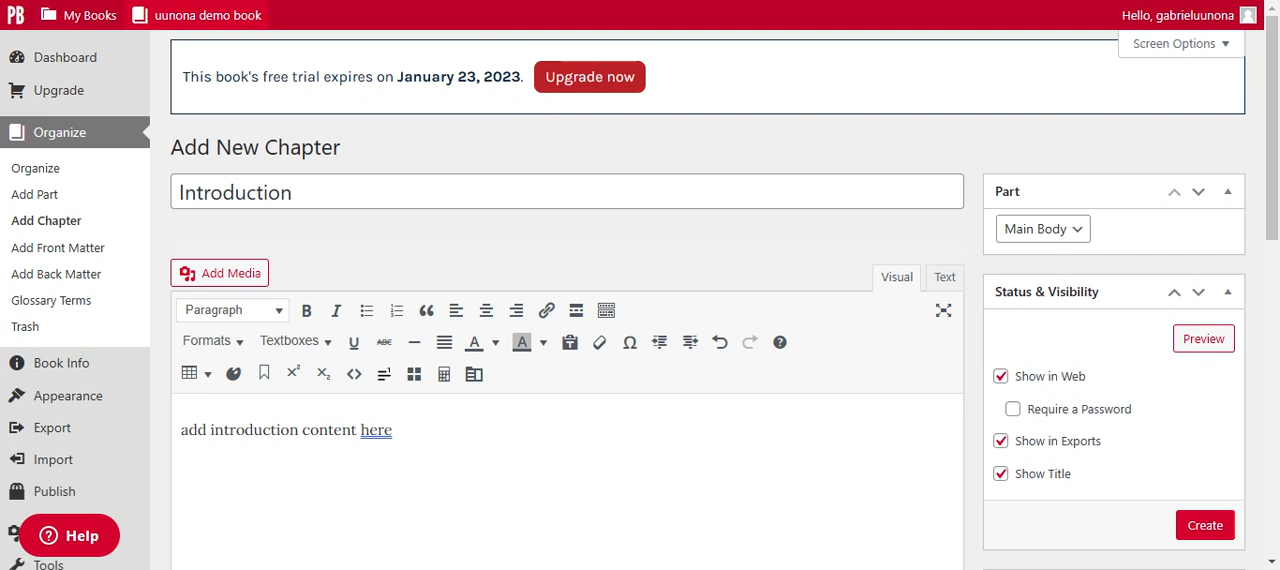 PB My Books uunona demo book Hello, gabrieluunona
Screen Options
Dashboard
Upgrade
Organize
Organize
Add Part
Add Chapter
Add Front Matter
Add Back Matter
Glossary Terms
Trash
Book Info
Appearance
Export
Import
Publish
Help
Tools
This book's free trial expires on January 23, 2023. Upgrade now
Add New Chapter
Introduction
Add Media
Visual Text
Paragraph B I
Formats Textboxes U ABC A A Ω
add introduction content here
Part
Main Body
Status & Visibility
Preview
Show in Web
Require a Password
Show in Exports
Show Title
Create